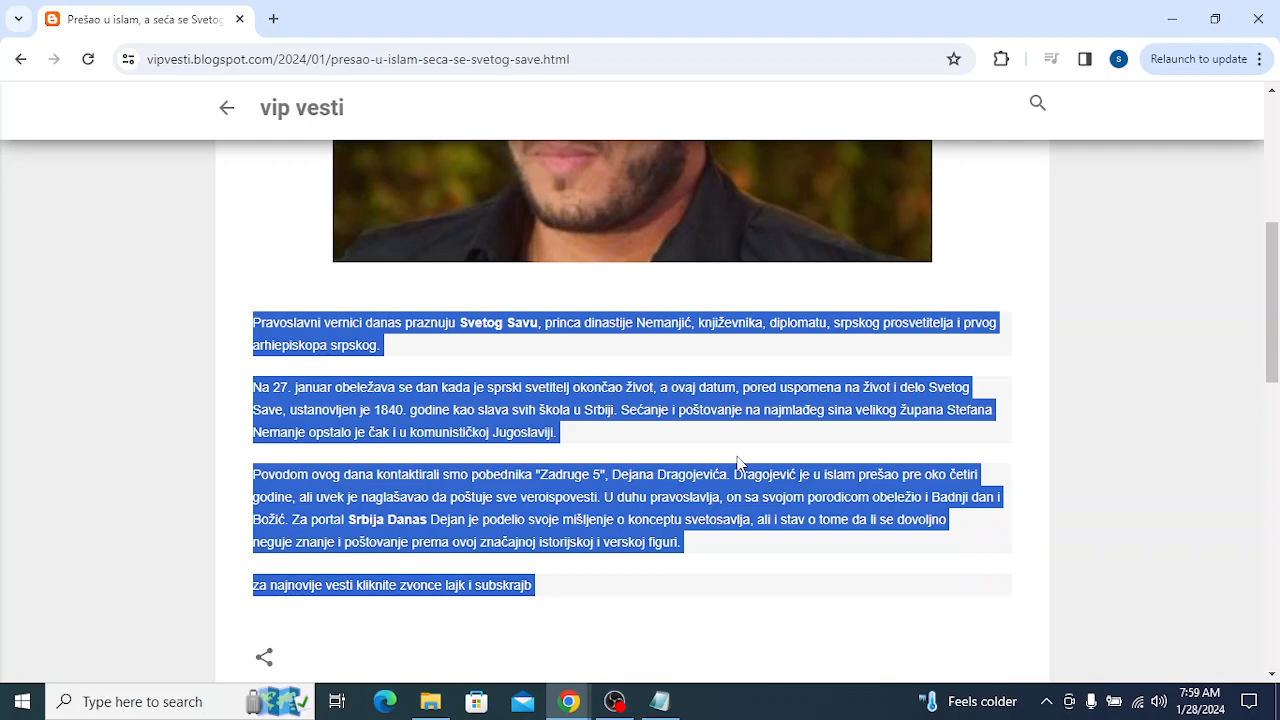 Prešao u islam, a seća se Svetog
vipvesti.blogspot.com/2024/01/presao-u-islam-seca-se-svetog-save.html
S
Relaunch to update
vip vesti
Pravoslavni vernici danas praznuju Svetog Savu, princa dinastije Nemanjić, književnika, diplomatu, srpskog prosvetitelja i prvog
arhiepiskopa srpskog.
Na 27. januar obeležava se dan kada je sprski svetitelj okončao život, a ovaj datum, pored uspomena na život i delo Svetog
Save, ustanovljen je 1840. godine kao slava svih škola u Srbiji. Sećanje i poštovanje na najmlađeg sina velikog župana Stefana
Nemanje opstalo je čak i u komunističkoj Jugoslaviji.
Povodom ovog dana kontaktirali smo pobednika "Zadruge 5", Dejana Dragojevića. Dragojević je u islam prešao pre oko četiri
godine, ali uvek je naglašavao da poštuje sve veroispovesti. U duhu pravoslavlja, on sa svojom porodicom obeležio i Badnji dan i
Božić. Za portal Srbija Danas Dejan je podelio svoje mišljenje o konceptu svetosavlja, ali i stav o tome da li se dovoljno
neguje znanje i poštovanje prema ovoj značajnoj istorijskoj i verskoj figuri.
za najnovije vesti kliknite zvonce lajk i subskrajb
Type here to search
Feels colder
7:59 AM
1/28/2024